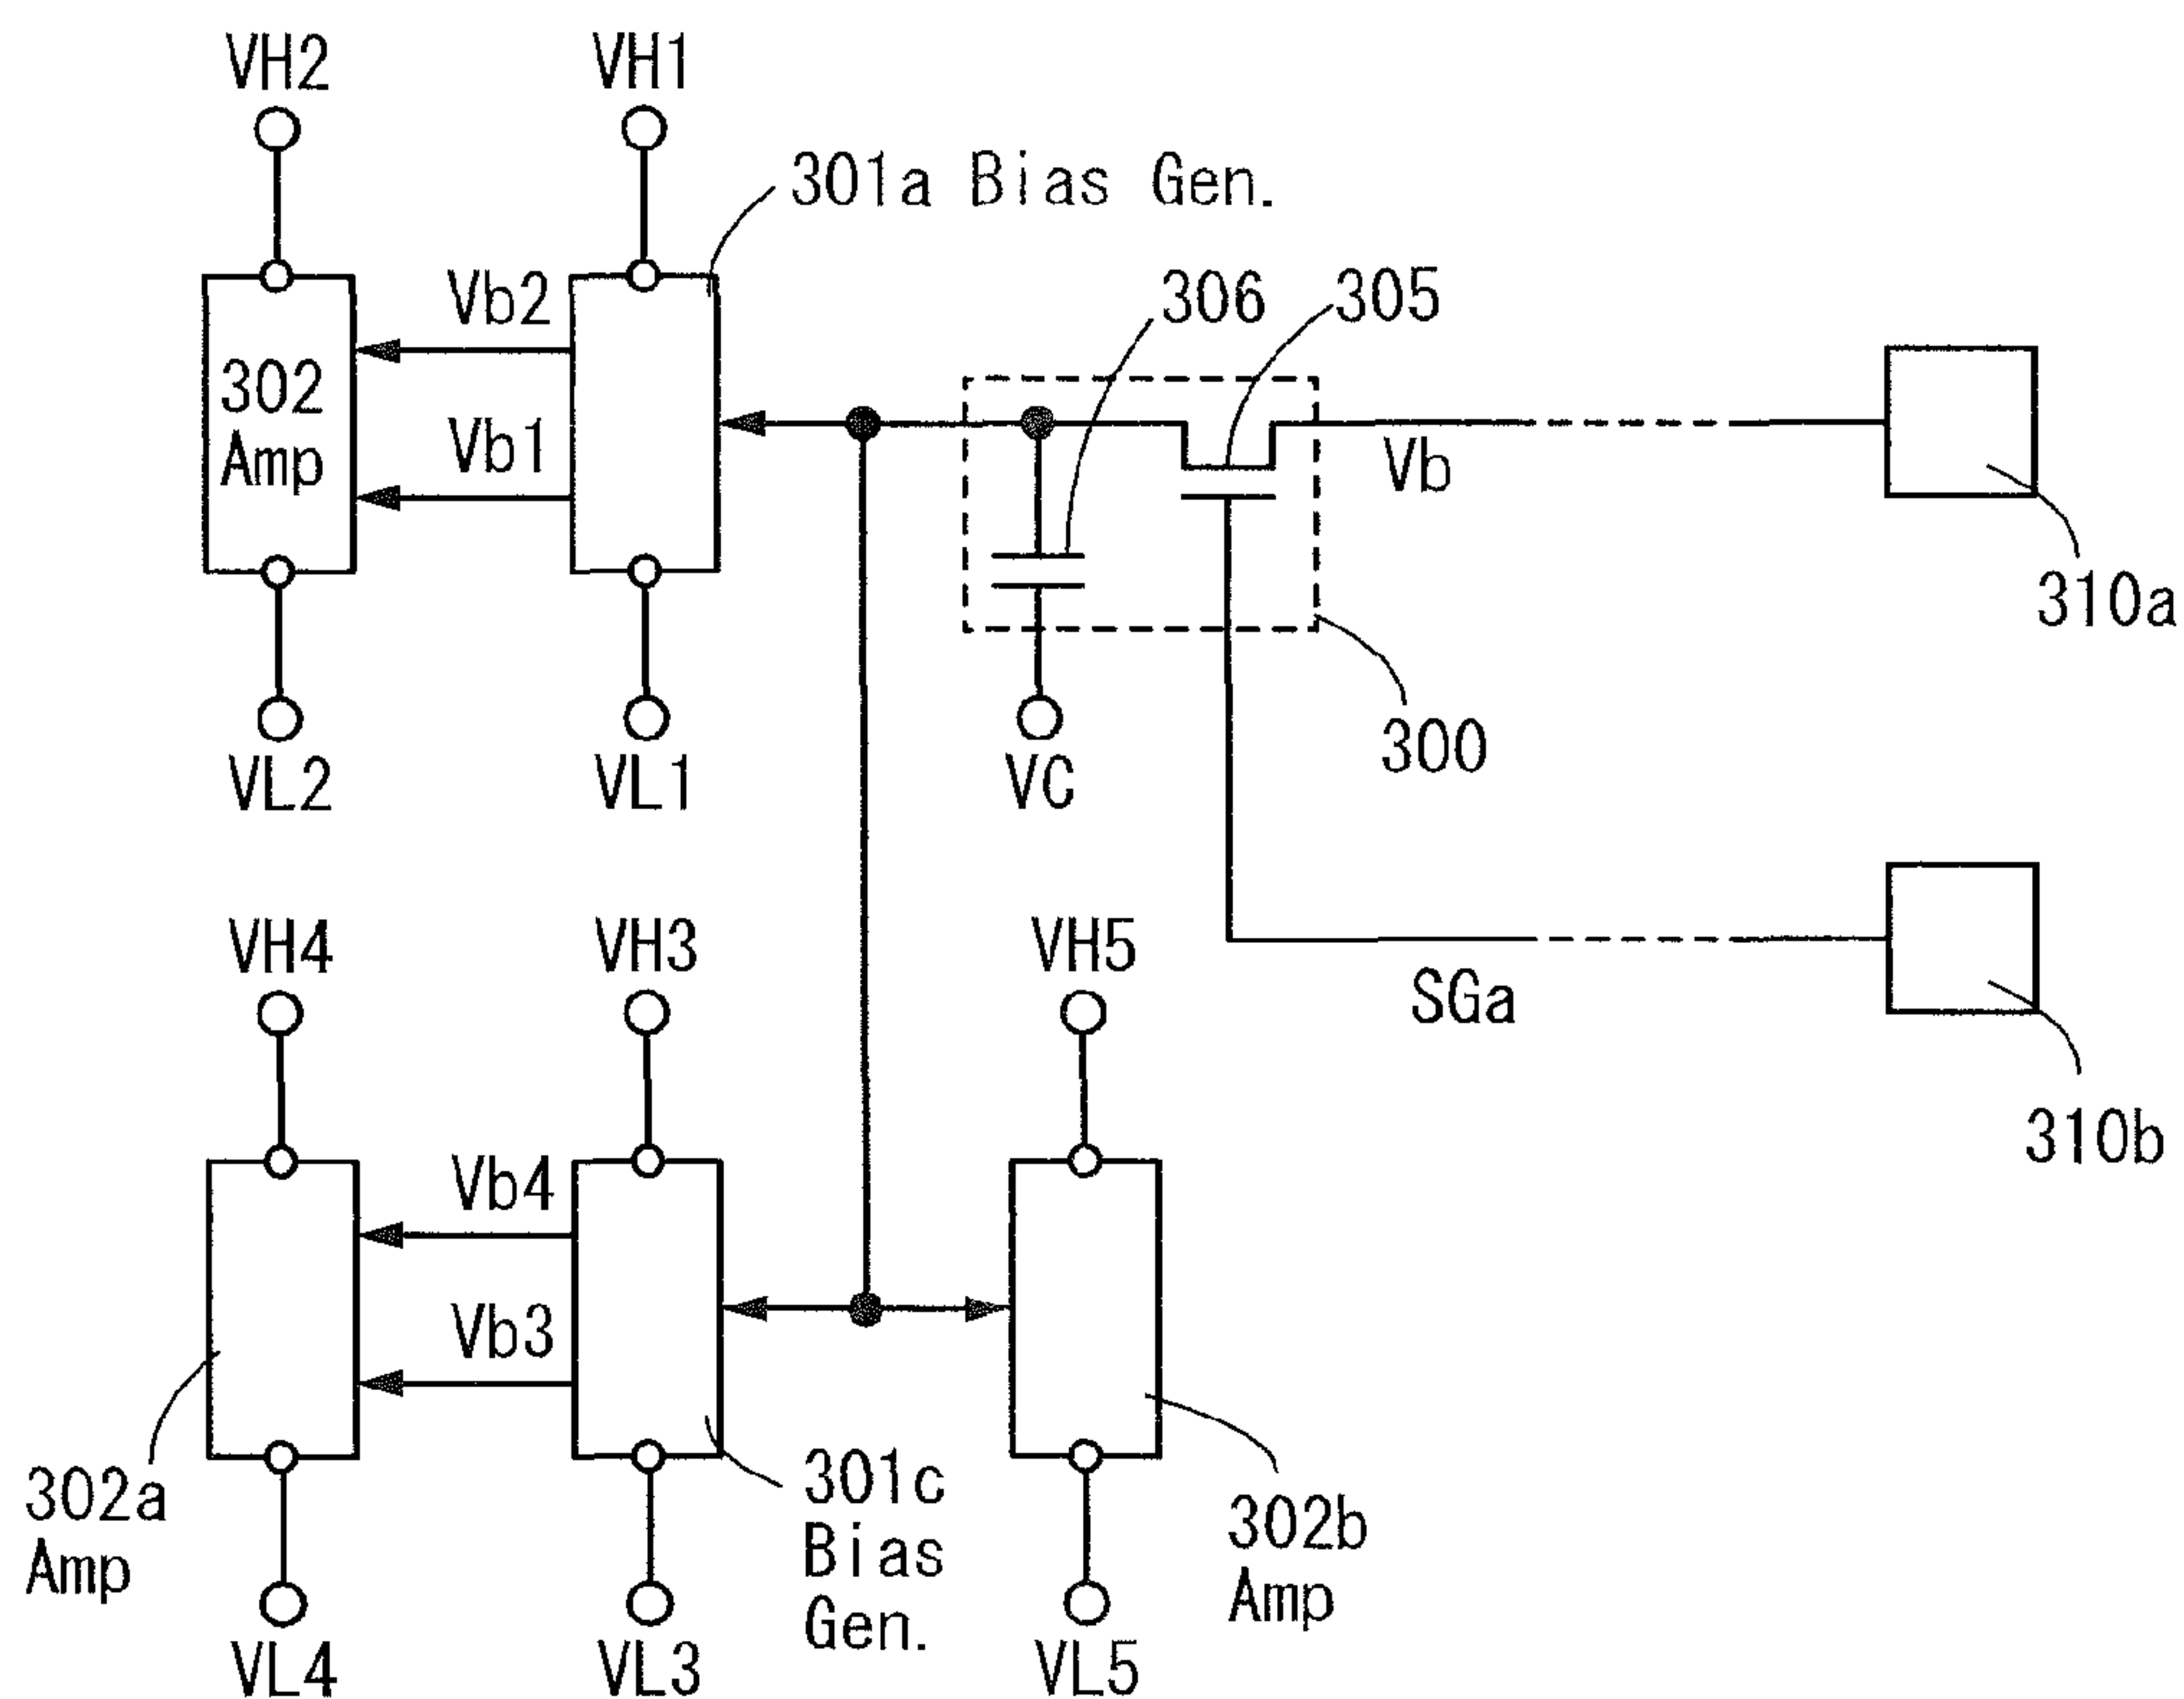 VH2
VH1
301a Bias Gen.
Vb2
306
305
302
Amp
Vb1
Vb
310a
300
VL2
VL1
VC
VH4
VH3
VH5
SGa
310b
Vb4
Vb3
302a
Amp
301c
Bias
Gen.
302b
Amp
VL4
VL3
VL5